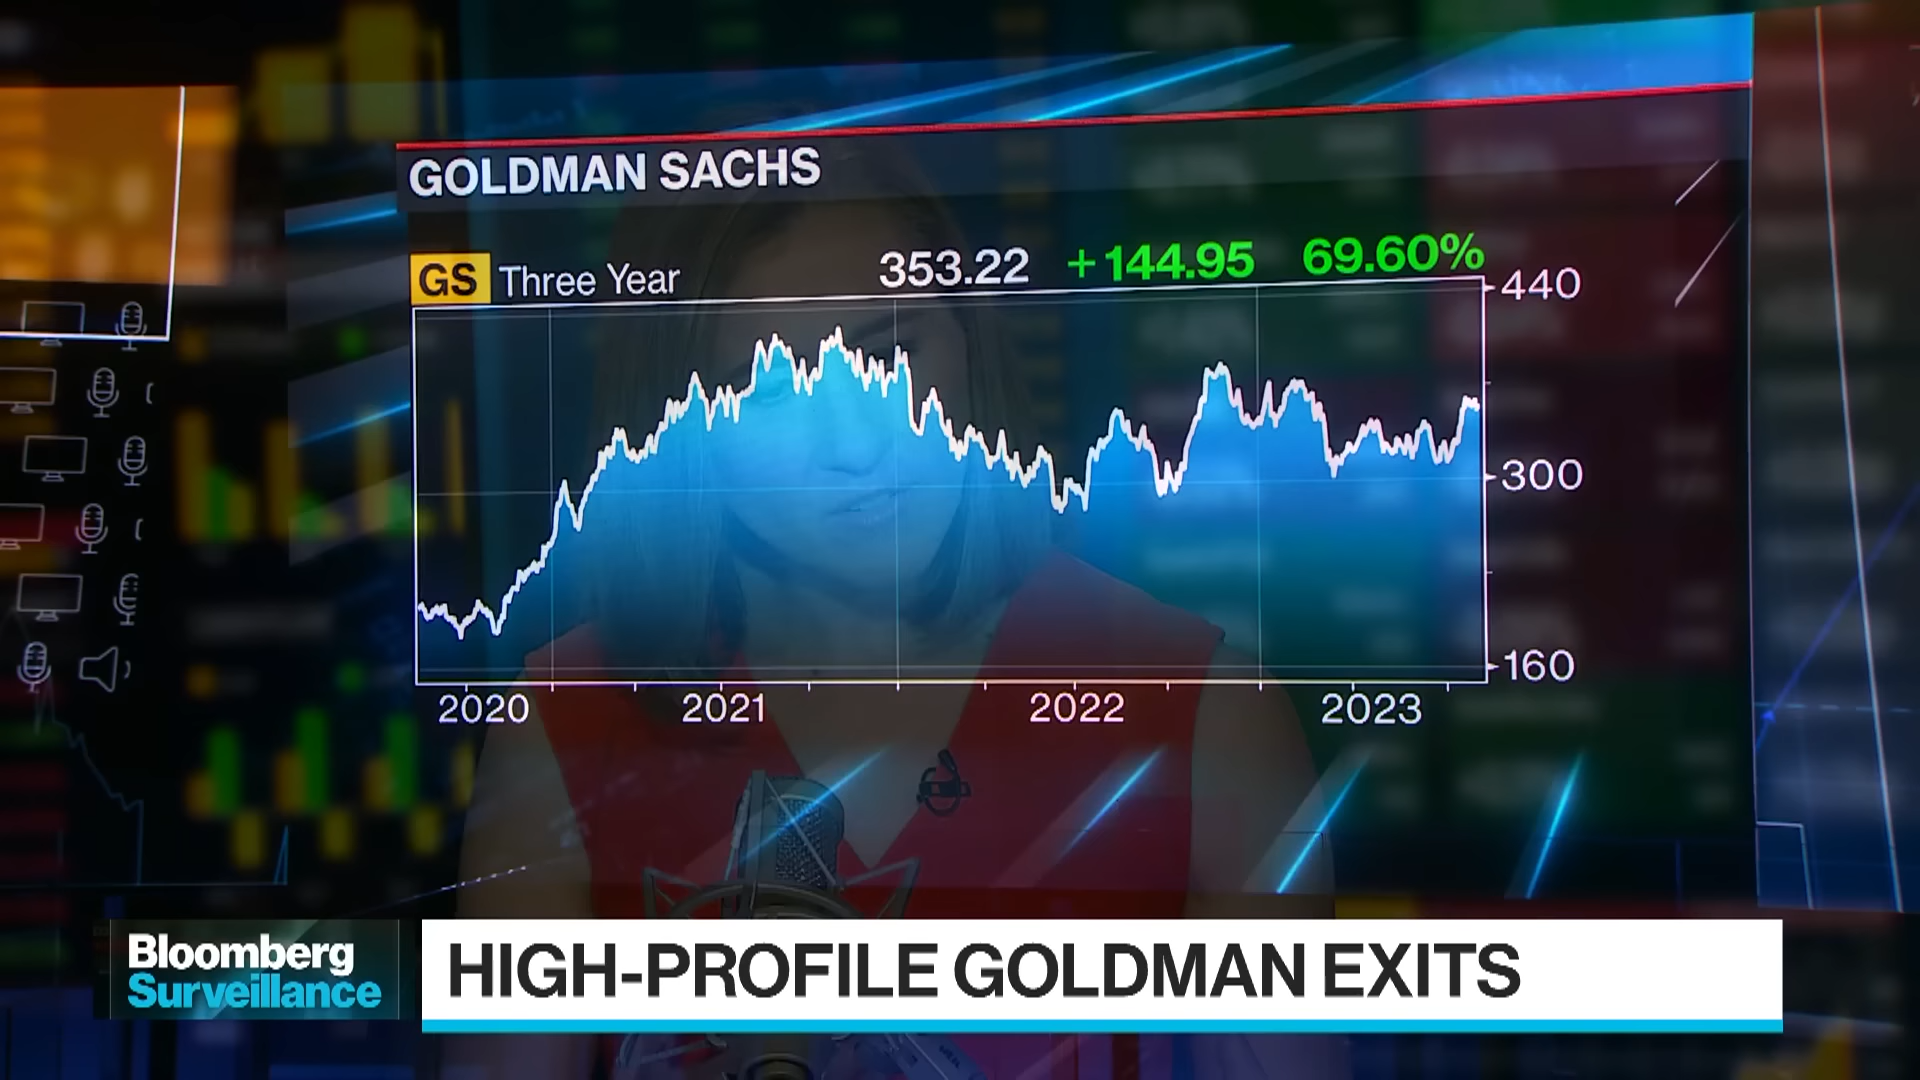 GOLDMAN SACHS
GS Three Year 353.22 +144.95 69.60%
440
300
160
2020 2021 2022 2023
Bloomberg
Surveillance
HIGH-PROFILE GOLDMAN EXITS